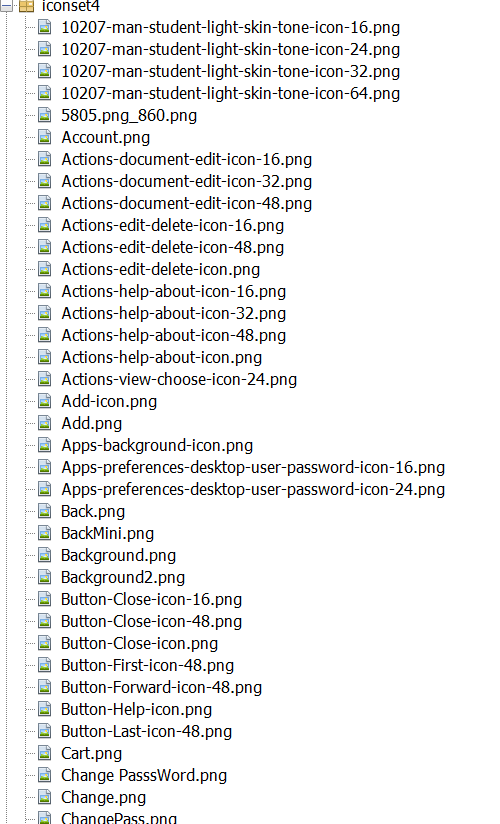 iconset4
10207-man-student-light-skin-tone-icon-16.png
10207-man-student-light-skin-tone-icon-24.png
10207-man-student-light-skin-tone-icon-32.png
10207-man-student-light-skin-tone-icon-64.png
5805.png_860.png
Account.png
Actions-document-edit-icon-16.png
Actions-document-edit-icon-32.png
Actions-document-edit-icon-48.png
Actions-edit-delete-icon-16.png
Actions-edit-delete-icon-48.png
Actions-edit-delete-icon.png
Actions-help-about-icon-16.png
Actions-help-about-icon-32.png
Actions-help-about-icon-48.png
Actions-help-about-icon.png
Actions-view-choose-icon-24.png
Add-icon.png
Add.png
Apps-background-icon.png
Apps-preferences-desktop-user-password-icon-16.png
Apps-preferences-desktop-user-password-icon-24.png
Back.png
BackMini.png
Background.png
Background2.png
Button-Close-icon-16.png
Button-Close-icon-48.png
Button-Close-icon.png
Button-First-icon-48.png
Button-Forward-icon-48.png
Button-Help-icon.png
Button-Last-icon-48.png
Cart.png
Change PasssWord.png
Change.png
ChangePass.png